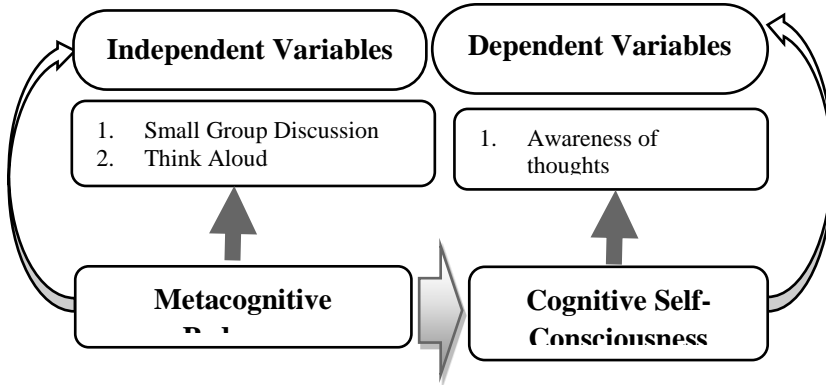 Independent Variables
Dependent Variables
1. Small Group Discussion
2. Think Aloud
1. Awareness of
thoughts
Metacognitive
Cognitive Self-
Consciousness